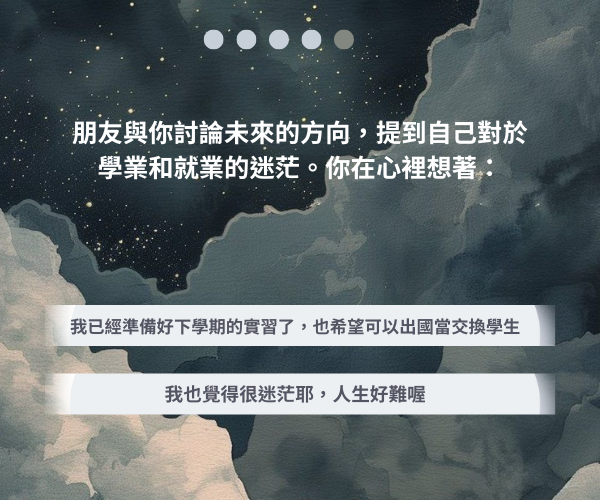 朋友與你討論未來的方向，提到自己對於
學業和就業的迷茫。你在心裡想著：
我已經準備好下學期的實習了，也希望可以出國當交換學生
我也覺得很迷茫耶，人生好難喔